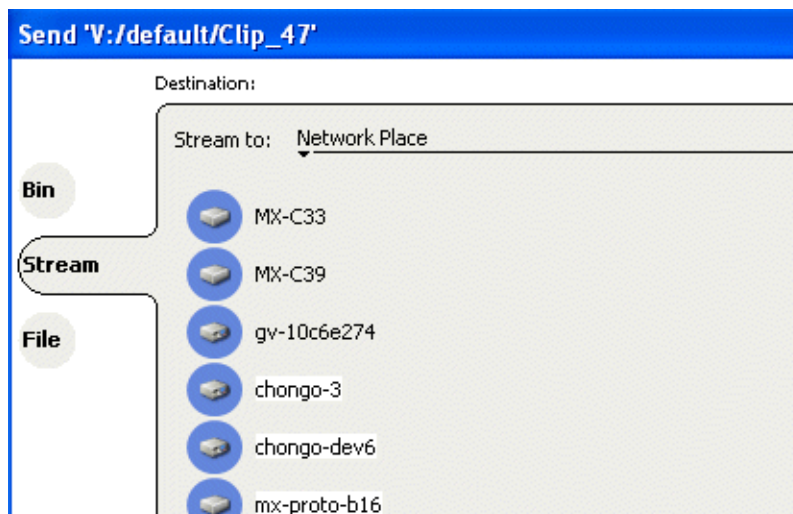 Send 'V:/default/Clip_47'
Destination:
Stream to: Network Place
Bin
Stream
File
MX-C33
MX-C39
gv-10c6e274
chongo-3
chongo-dev6
mx-proto-b16